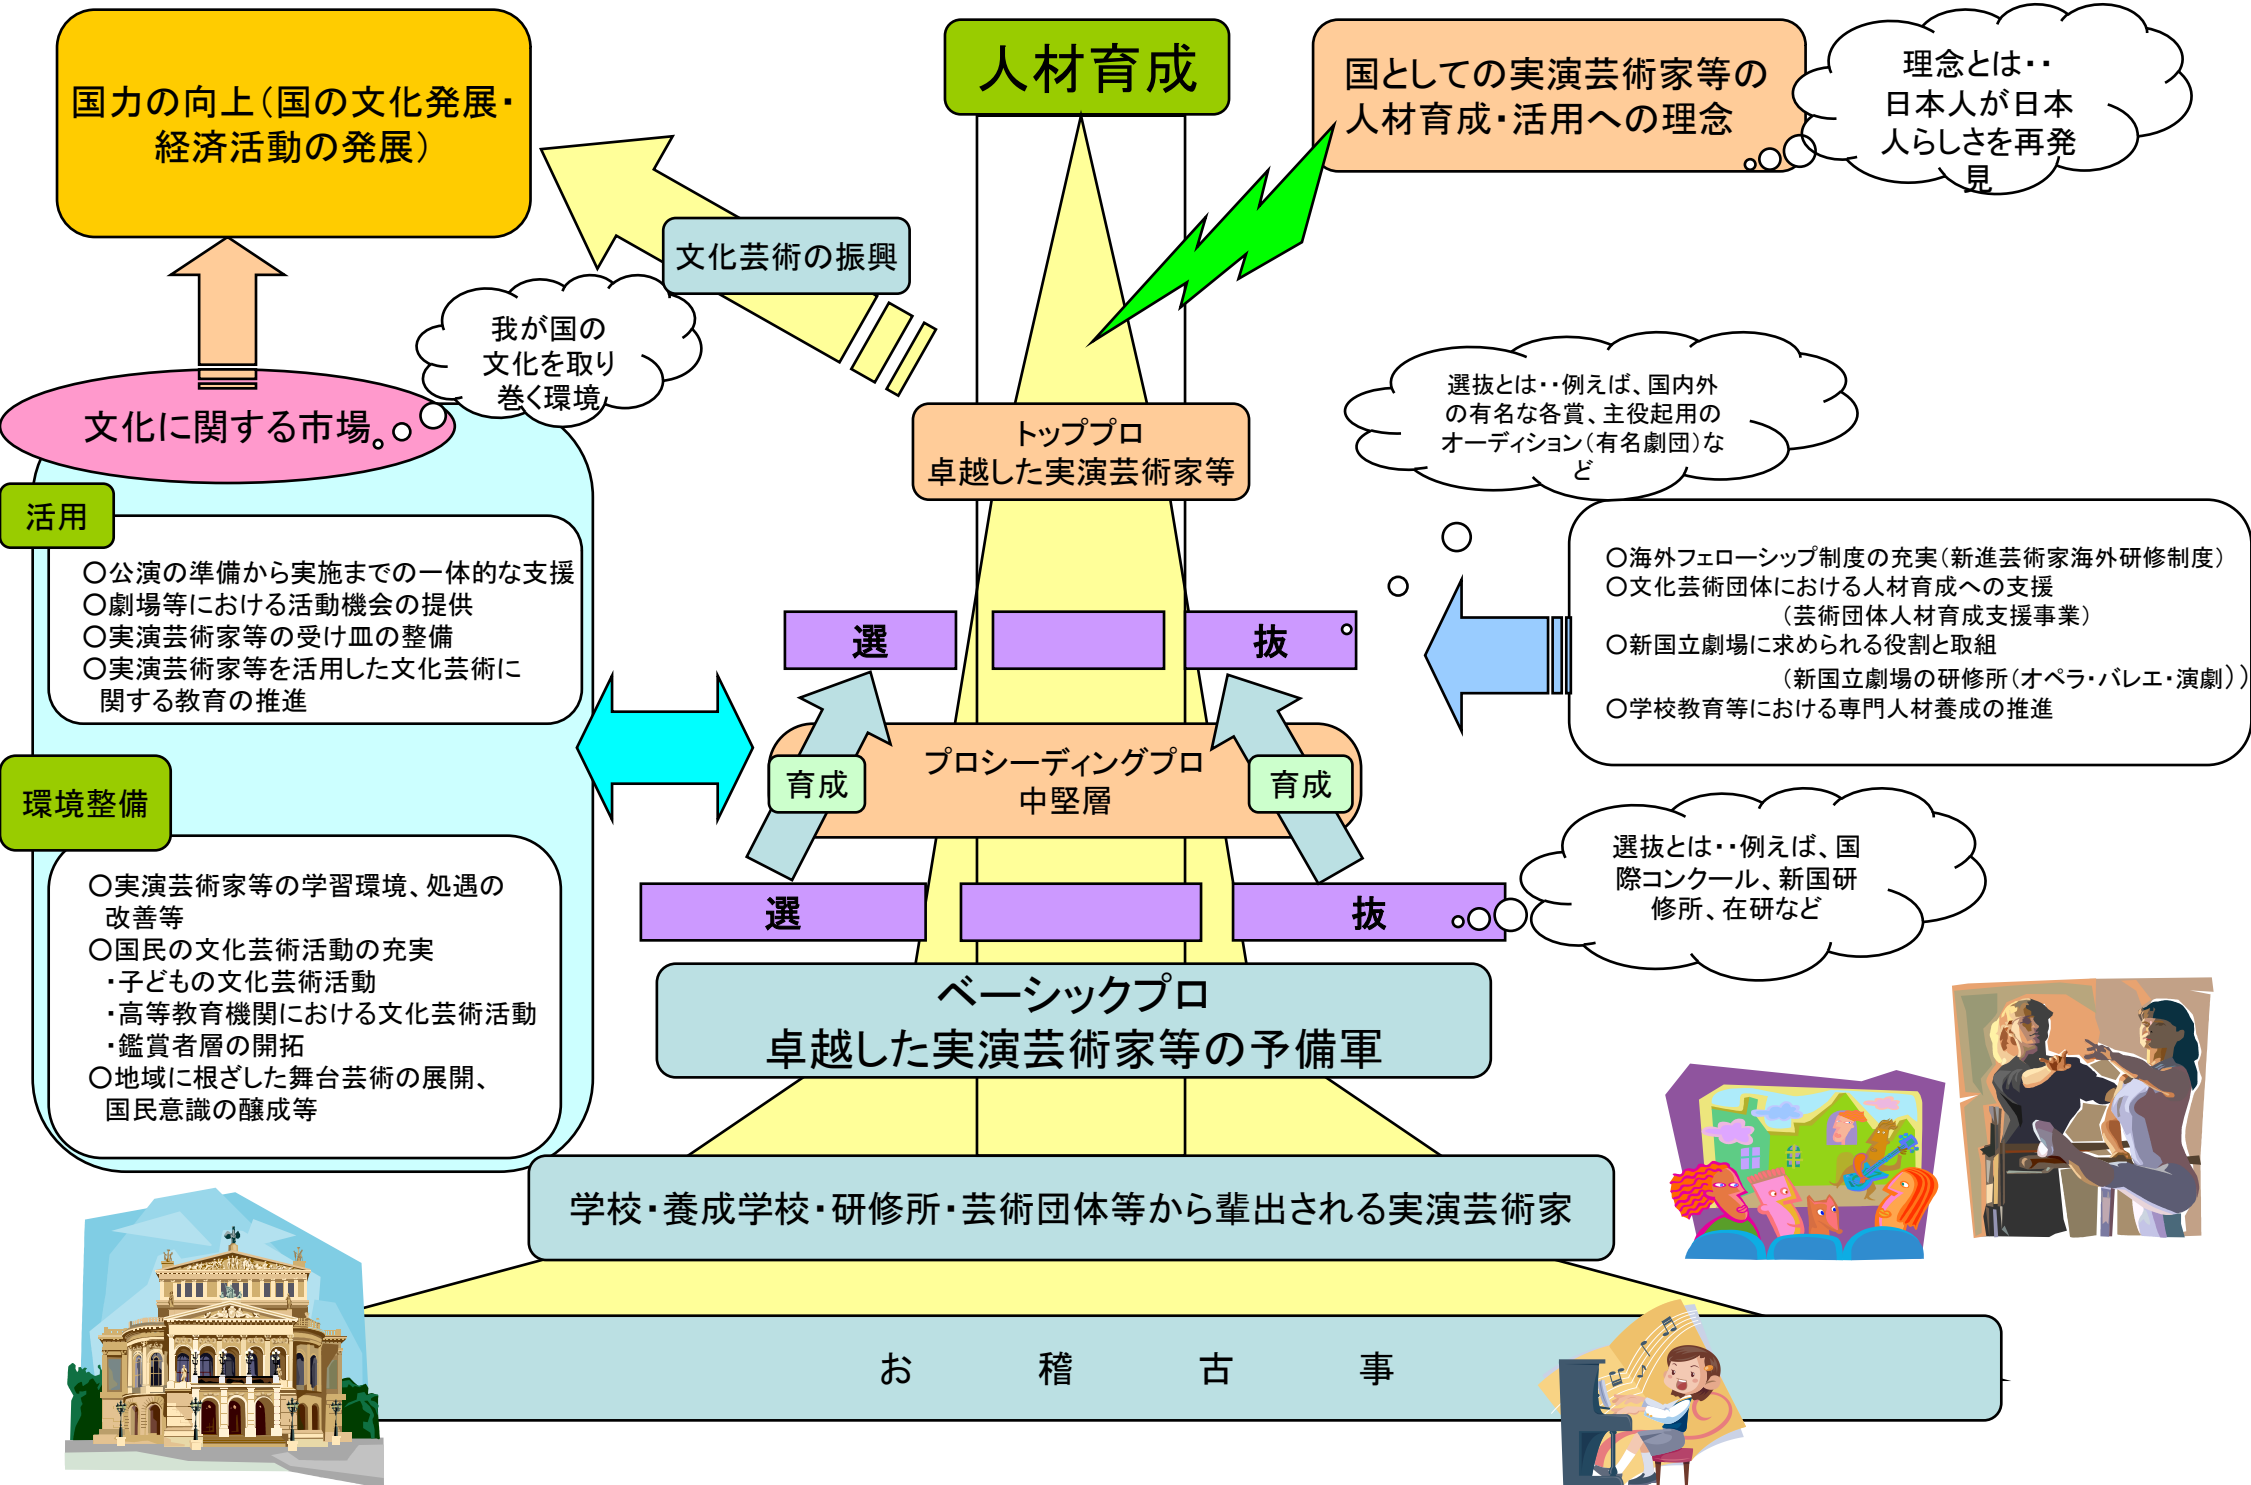 国力の向上(国の文化発展・
経済活動の発展)
人材育成
国としての実演芸術家等の
人材育成・活用への理念
理念とは・・
日本人が日本
人らしさを再発
見
文化芸術の振興
我が国の
文化を取り
巻く環境
文化に関する市場
活用
〇公演の準備から実施までの一体的な支援
〇劇場等における活動機会の提供
〇実演芸術家等の受け皿の整備
〇実演芸術家等を活用した文化芸術に
関する教育の推進
環境整備
〇実演芸術家等の学習環境、処遇の
改善等
〇国民の文化芸術活動の充実
・子どもの文化芸術活動
・高等教育機関における文化芸術活動
・鑑賞者層の開拓
〇地域に根ざした舞台芸術の展開、
国民意識の醸成等
トッププロ
卓越した実演芸術家等
選抜とは・・例えば、国内外
の有名な各賞、主役起用の
オーディション(有名劇団)な
ど
〇海外フェローシップ制度の充実(新進芸術家海外研修制度)
〇文化芸術団体における人材育成への支援
(芸術団体人材育成支援事業)
〇新国立劇場に求められる役割と取組
(新国立劇場の研修所(オペラ・バレエ・演劇))
〇学校教育等における専門人材養成の推進
選 抜
プロシーディングプロ
中堅層
育成
育成
選 抜
選抜とは・・例えば、国
際コンクール、新国研
修所、在研など
ベーシックプロ
卓越した実演芸術家等の予備軍
学校・養成学校・研修所・芸術団体等から輩出される実演芸術家
お 稽 古 事